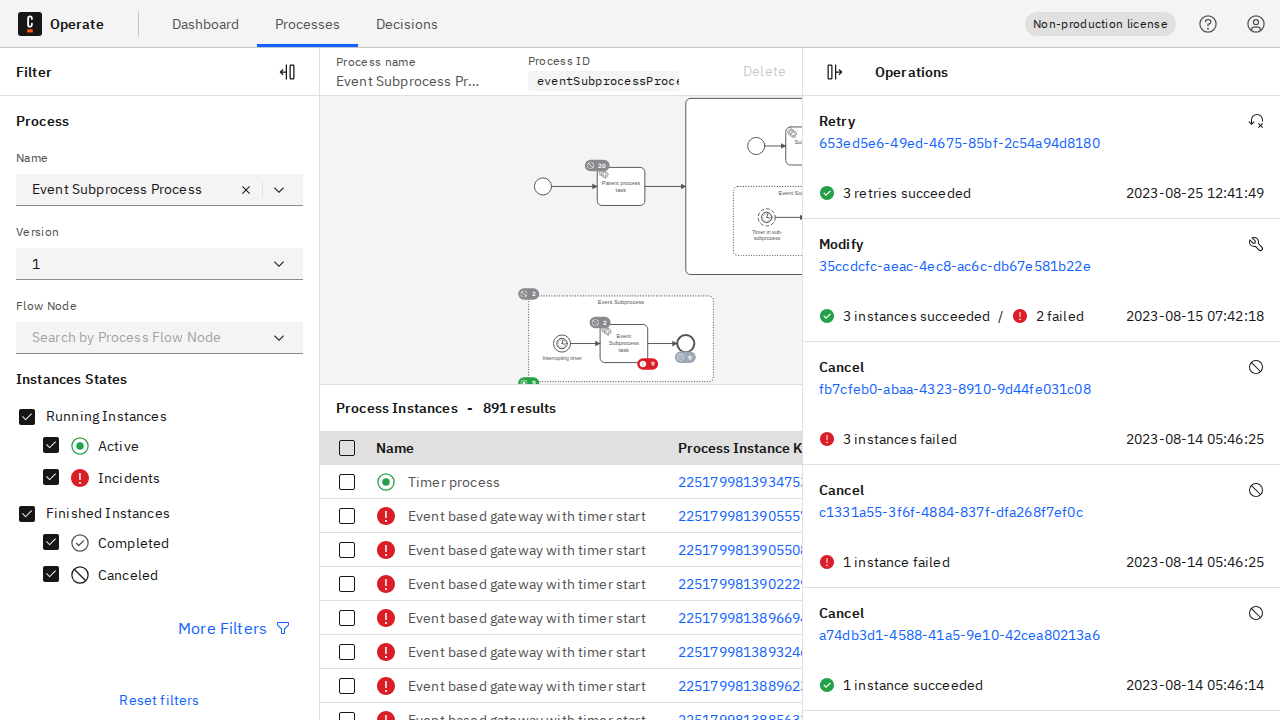 C Operate
Dashboard
Processes
Decisions
Non-production license
Filter
Process
Name
Event Subprocess Process
Version
1
Flow Node
Search by Process Flow Node
Instances States
Running Instances
Active
Incidents
Finished Instances
Completed
Canceled
More Filters
Reset filters
Process name
Event Subprocess Pr...
Process ID
eventSubprocessProce
Delete
20
Parent process
task
Su
Event Su
Timer in sub-
subprocess
2
Event Subprocess
2
Event
Subprocess
task
Interrupting timer
9
9
Process Instances - 891 results
Name
Process Instance K
Timer process
225179981393475
Event based gateway with timer start
225179981390555
Event based gateway with timer start
225179981390550
Event based gateway with timer start
225179981390222
Event based gateway with timer start
225179981389669
Event based gateway with timer start
225179981389324
Event based gateway with timer start
225179981388962
Event based gateway with timer start
Operations
Retry
653ed5e6-49ed-4675-85bf-2c54a94d8180
3 retries succeeded
2023-08-25 12:41:49
Modify
35ccdcfc-aeac-4ec8-ac6c-db67e581b22e
3 instances succeeded / 2 failed
2023-08-15 07:42:18
Cancel
fb7cfeb0-abaa-4323-8910-9d44fe031c08
3 instances failed
2023-08-14 05:46:25
Cancel
c1331a55-3f6f-4884-837f-dfa268f7ef0c
1 instance failed
2023-08-14 05:46:25
Cancel
a74db3d1-4588-41a5-9e10-42cea80213a6
1 instance succeeded
2023-08-14 05:46:14